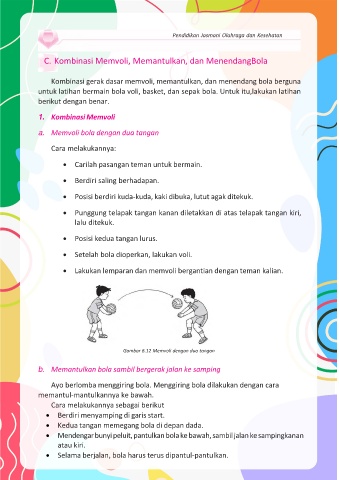 Pendidikan Jasmani Olahraga dan Kesehatan
C. Kombinasi Memvoli, Memantulkan, dan MenendangBola
Kombinasi gerak dasar memvoli, memantulkan, dan menendang bola berguna
untuk latihan bermain bola voli, basket, dan sepak bola. Untuk itu,lakukan latihan
berikut dengan benar.
1. Kombinasi Memvoli
a. Memvoli bola dengan dua tangan
Cara melakukannya:
• Carilah pasangan teman untuk bermain.
• Berdiri saling berhadapan.
• Posisi berdiri kuda-kuda, kaki dibuka, lutut agak ditekuk.
• Punggung telapak tangan kanan diletakkan di atas telapak tangan kiri,
lalu ditekuk.
• Posisi kedua tangan lurus.
• Setelah bola dioperkan, lakukan voli.
• Lakukan lemparan dan memvoli bergantian dengan teman kalian.
Gambar 6.12 Memvoli dengan dua tangan
b. Memantulkan bola sambil bergerak jalan ke samping
Ayo berlomba menggiring bola. Menggiring bola dilakukan dengan cara
memantul-mantulkannya ke bawah.
Cara melakukannya sebagai berikut
• Berdiri menyamping di garis start.
• Kedua tangan memegang bola di depan dada.
• Mendengar bunyi peluit, pantulkan bola ke bawah, sambil jalan ke samping kanan
atau kiri.
• Selama berjalan, bola harus terus dipantul-pantulkan.